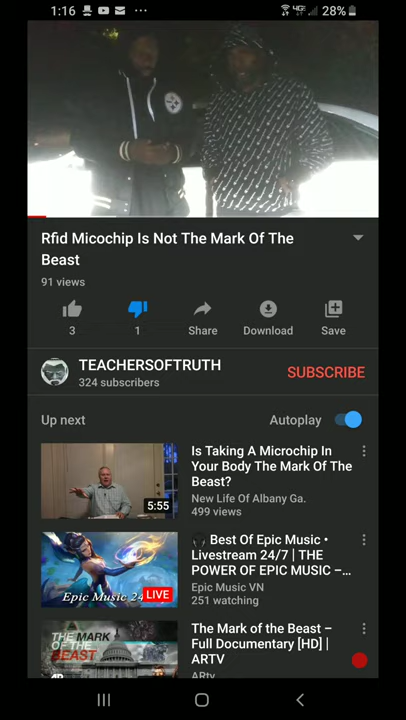 1:16 28%
Rfid Micochip Is Not The Mark Of The
Beast
91 views
3 1 Share Download Save
TEACHERSOFTRUTH SUBSCRIBE
324 subscribers
Up next Autoplay
Is Taking A Microchip In
Your Body The Mark Of The
Beast?
New Life Of Albany Ga.
499 views
5:55
Best Of Epic Music •
Livestream 24/7 | THE
POWER OF EPIC MUSIC –...
Epic Music VN
251 watching
Epic Music 24
LIVE
The Mark of the Beast –
Full Documentary [HD] |
ARTV
ARtv
THE MARK
OF THE
BEAST